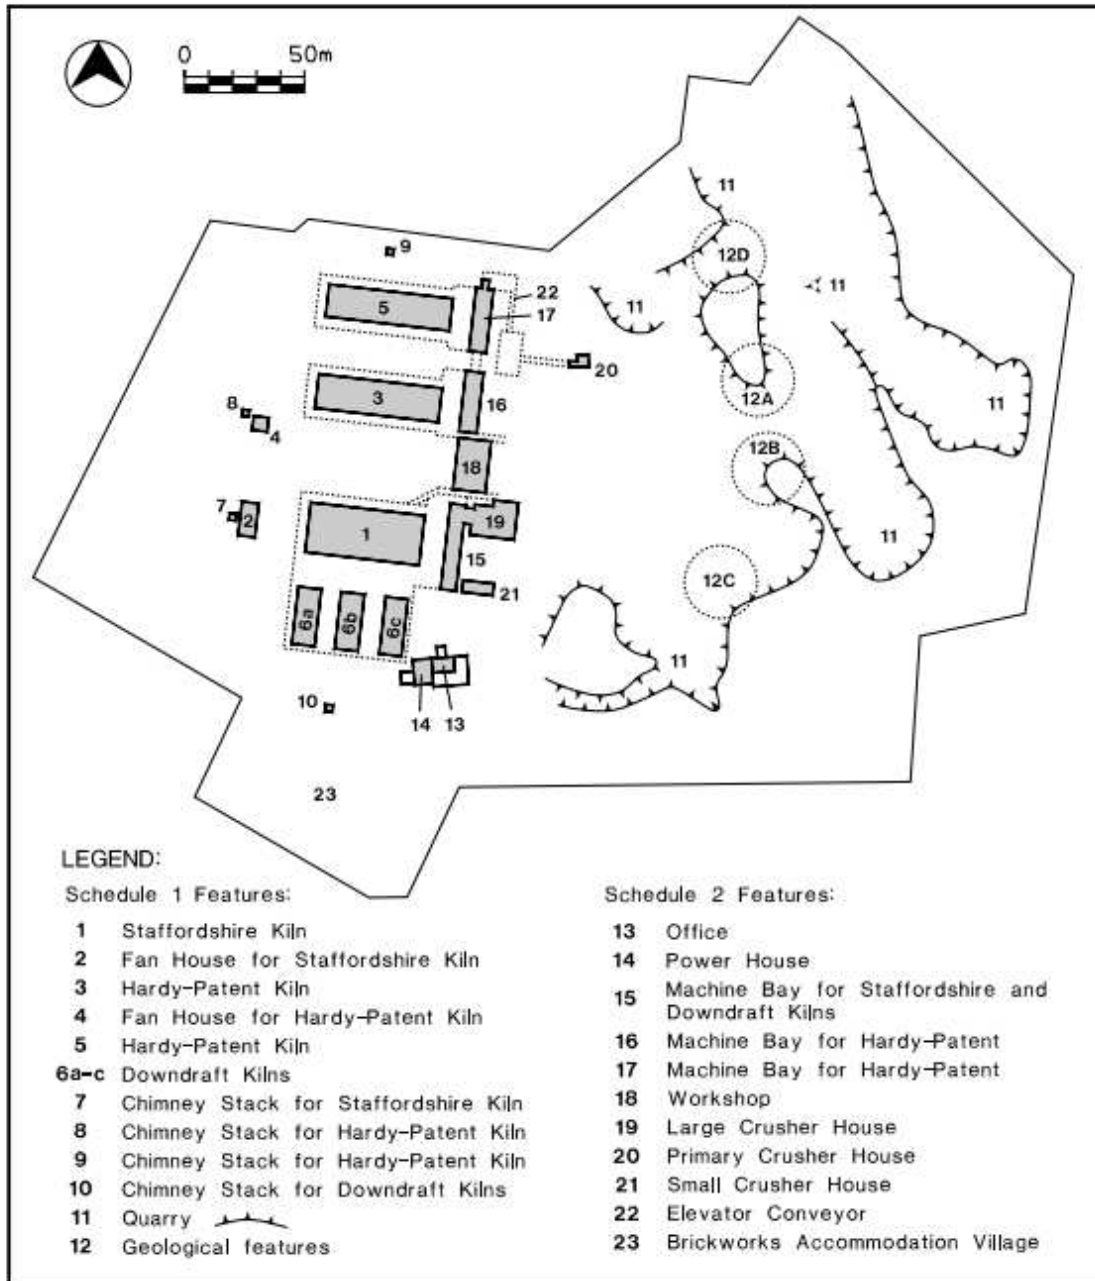 0 50m
9
5
22
17
11
12D
11
11
20
12A
11
3
16
8
4
12B
18
7
2
1
19
15
11
12C
21
6a
6b
6c
11
10
14
13
23
LEGEND:
Schedule 1 Features:
1 Staffordshire Kiln
2 Fan House for Staffordshire Kiln
3 Hardy-Patent Kiln
4 Fan House for Hardy-Patent Kiln
5 Hardy-Patent Kiln
6a-c Downdraft Kilns
7 Chimney Stack for Staffordshire Kiln
8 Chimney Stack for Hardy-Patent Kiln
9 Chimney Stack for Hardy-Patent Kiln
10 Chimney Stack for Downdraft Kilns
11 Quarry
12 Geological features
Schedule 2 Features:
13 Office
14 Power House
15 Machine Bay for Staffordshire and
Downdraft Kilns
16 Machine Bay for Hardy-Patent
17 Machine Bay for Hardy-Patent
18 Workshop
19 Large Crusher House
20 Primary Crusher House
21 Small Crusher House
22 Elevator Conveyor
23 Brickworks Accommodation Village